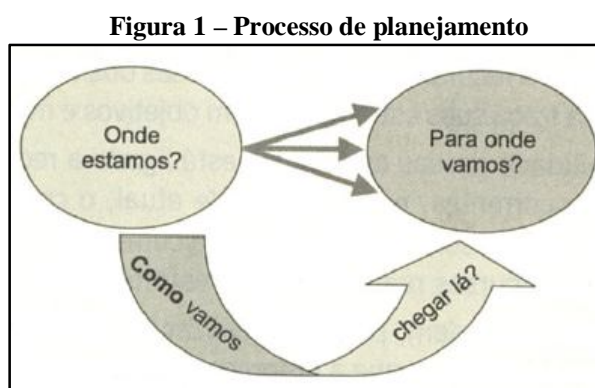 Figura 1 – Processo de planejamento
Onde
estamos?
Para onde
vamos?
Como vamos
chegar lá?